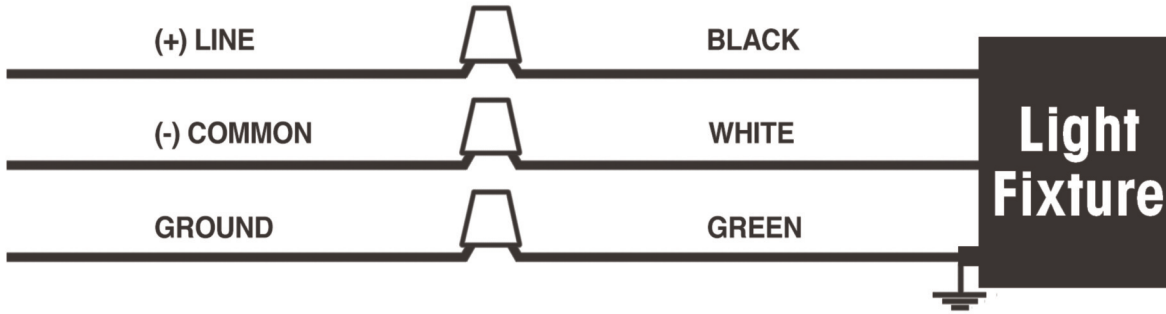 (+) LINE
BLACK
(-) COMMON
WHITE
GROUND
GREEN
Light
Fixture